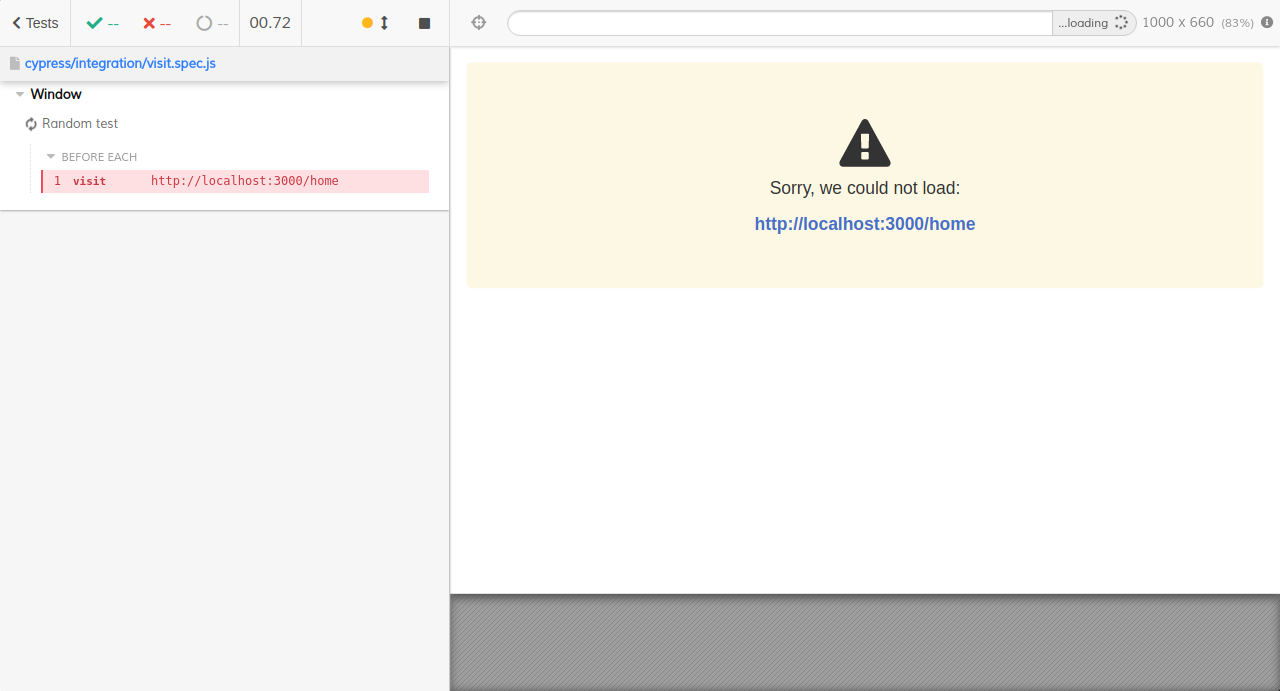 Tests
--
--
--
00.72
...loading
1000 x 660 (83%)
cypress/integration/visit.spec.js
Window
Random test
BEFORE EACH
1 visit http://localhost:3000/home
Sorry, we could not load:
http://localhost:3000/home